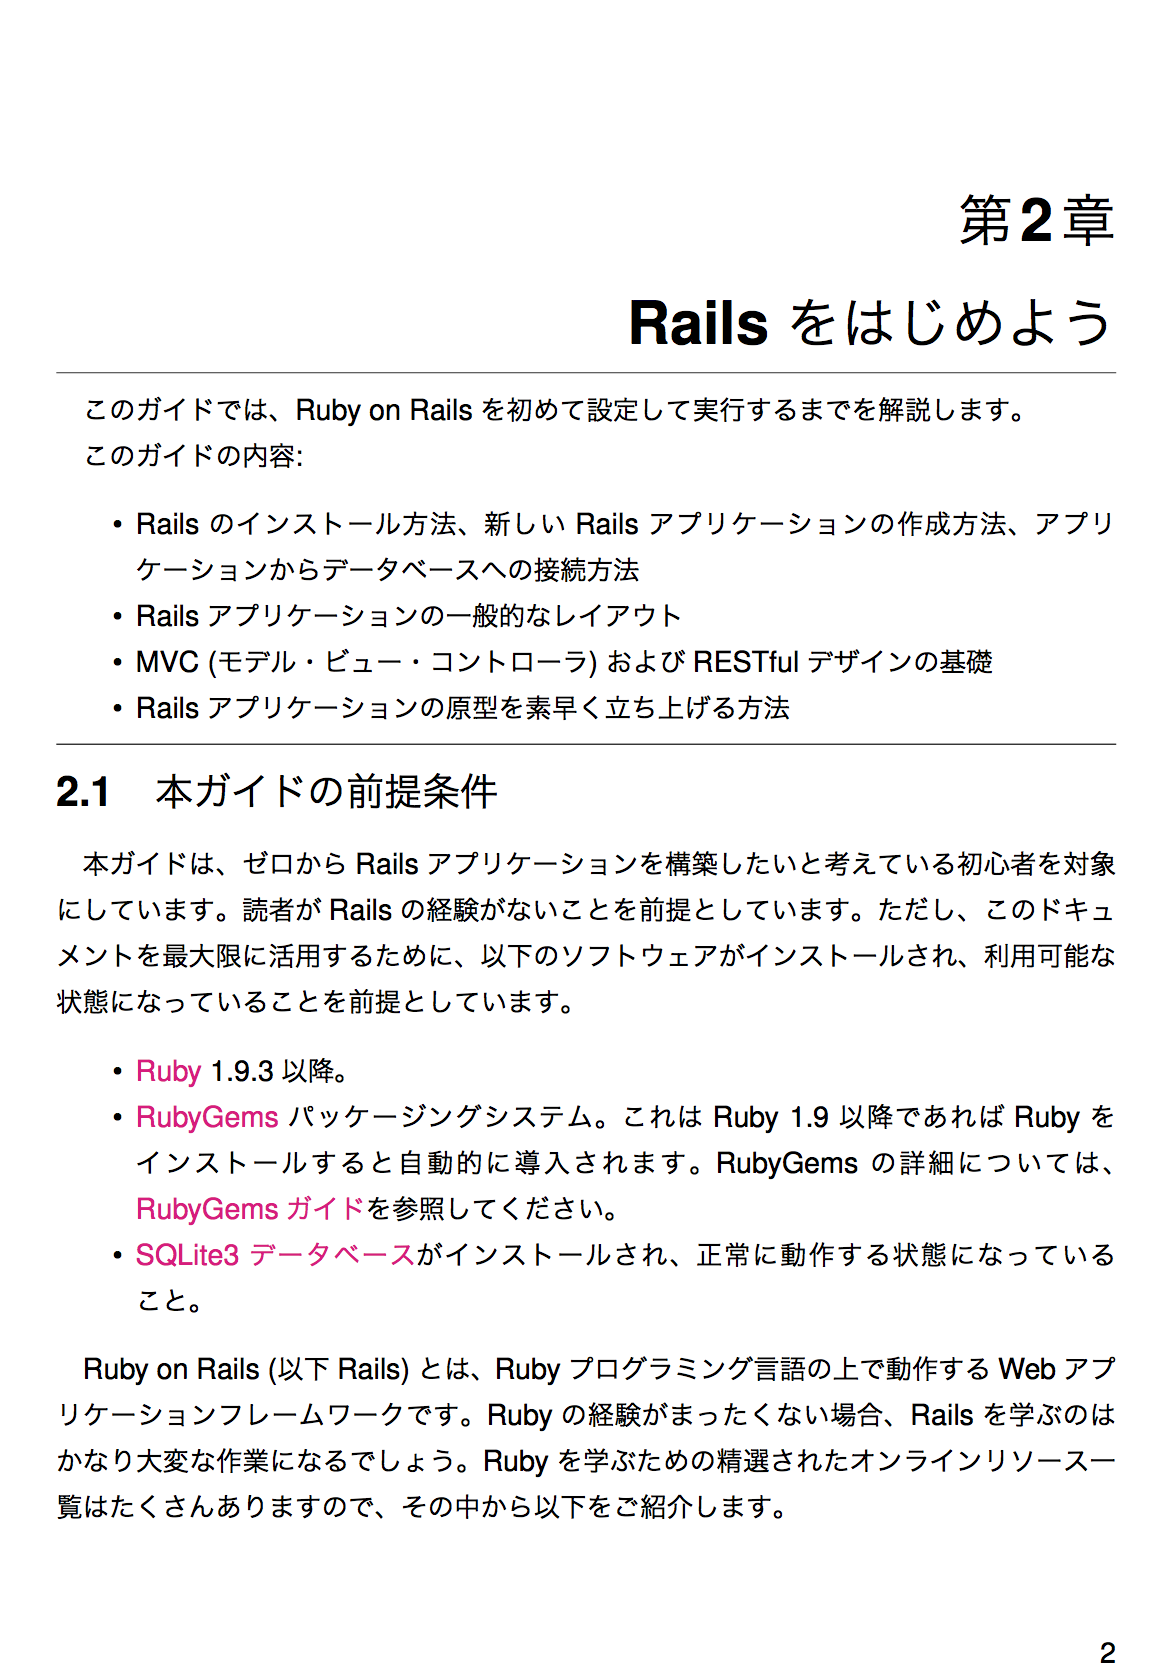 第2章
Rails をはじめよう
このガイドでは、Ruby on Rails を初めて設定して実行するまでを解説します。
このガイドの内容:
• Rails のインストール方法、新しい Rails アプリケーションの作成方法、アプリ
ケーションからデータベースへの接続方法
• Rails アプリケーションの一般的なレイアウト
• MVC (モデル・ビュー・コントローラ) および RESTful デザインの基礎
• Rails アプリケーションの原型を素早く立ち上げる方法
2.1 本ガイドの前提条件
本ガイドは、ゼロから Rails アプリケーションを構築したいと考えている初心者を対象
にしています。読者が Rails の経験がないことを前提としています。ただし、このドキュ
メントを最大限に活用するために、以下のソフトウェアがインストールされ、利用可能な
状態になっていることを前提としています。
• Ruby 1.9.3 以降。
• RubyGems パッケージングシステム。これは Ruby 1.9 以降であれば Ruby を
インストールすると自動的に導入されます。RubyGems の詳細については、
RubyGems ガイドを参照してください。
• SQLite3 データベースがインストールされ、正常に動作する状態になっている
こと。
Ruby on Rails (以下 Rails) とは、Ruby プログラミング言語の上で動作する Web アプ
リケーションフレームワークです。Ruby の経験がまったくない場合、Rails を学ぶのは
かなり大変な作業になるでしょう。Ruby を学ぶための精選されたオンラインリソース一
覧はたくさんありますので、その中から以下をご紹介します。
2